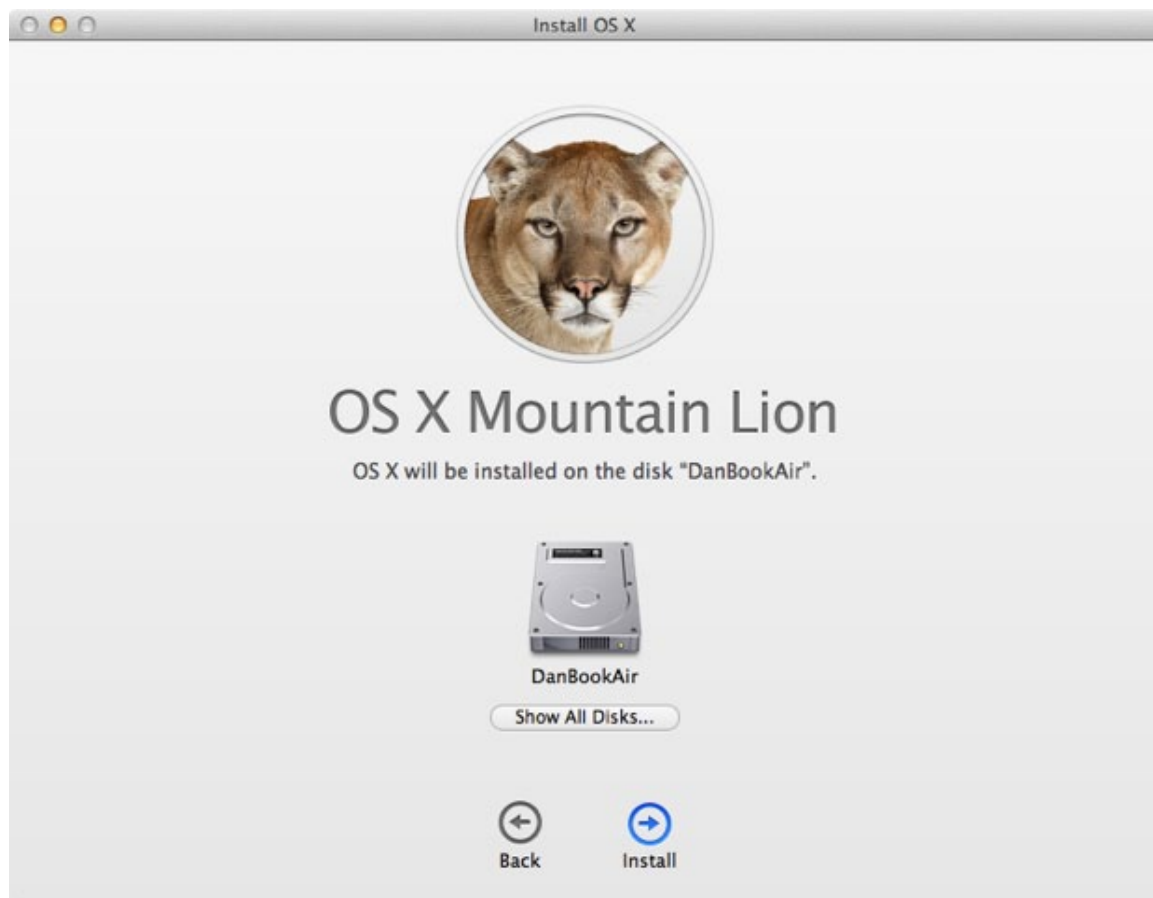 Install OS X
OS X Mountain Lion
OS X will be installed on the disk "DanBookAir".
DanBookAir
Show All Disks...
Back
Install